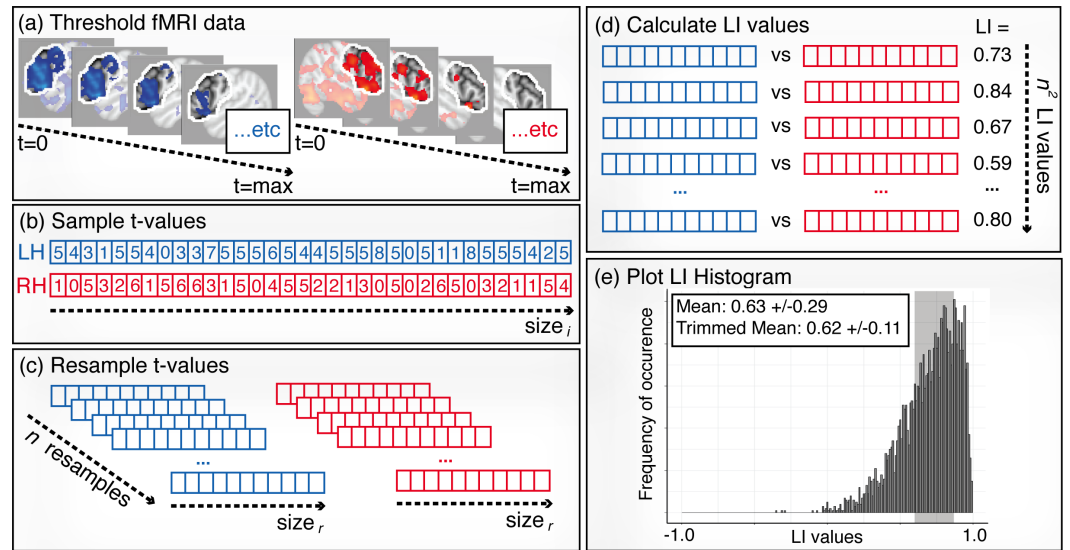 (a) Threshold fMRI data
...etc
...etc
t=0
t=0
t=max
t=max
(b) Sample t-values
LH 5 4 3 1 5 5 4 0 3 3 7 5 5 5 6 5 4 4 5 5 5 8 5 0 5 1 1 8 5 5 5 4 2 5
RH 1 0 5 3 2 6 1 5 6 6 3 1 5 0 4 5 5 2 2 1 3 0 5 0 2 6 5 0 3 2 1 1 5 4
size i
(c) Resample t-values
n resamples
...
...
size r
size r
(d) Calculate LI values
LI =
vs 0.73
vs 0.84
vs 0.67
vs 0.59
... ... ...
vs 0.80
n² LI values
(e) Plot LI Histogram
Mean: 0.63 +/-0.29
Trimmed Mean: 0.62 +/-0.11
Frequency of occurence
-1.0
LI values
1.0